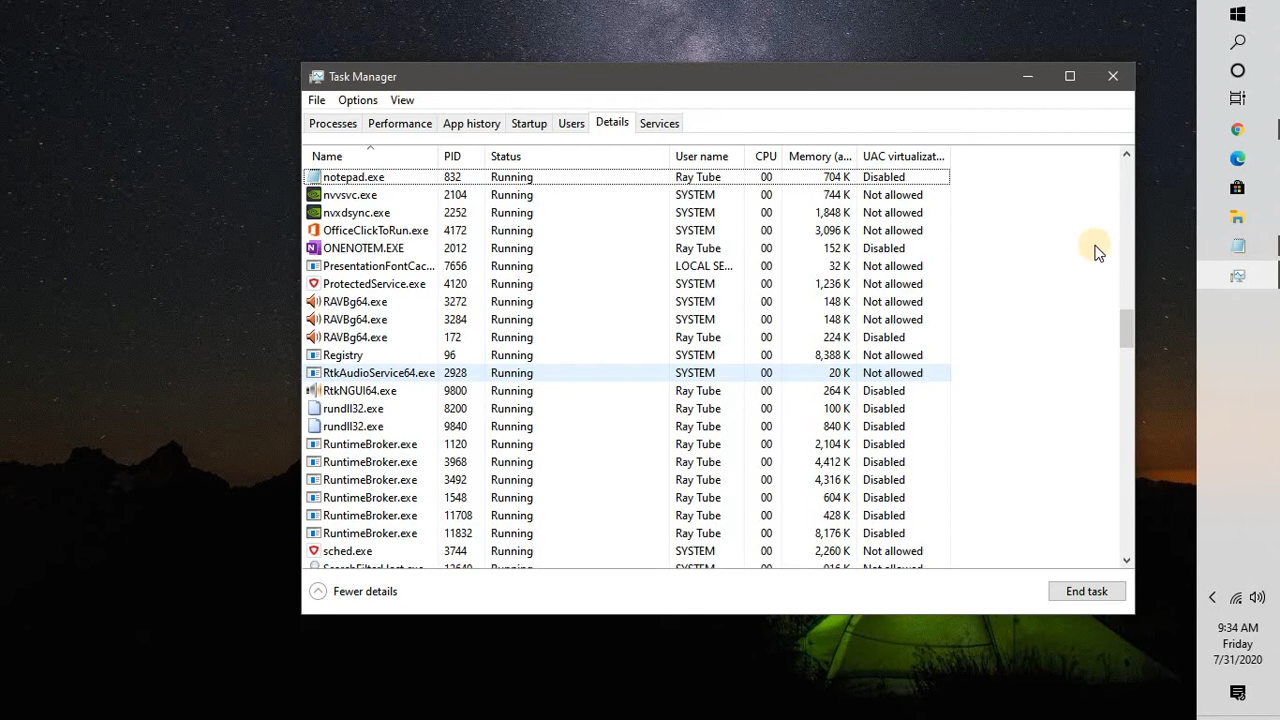 Task Manager
File Options View
Processes Performance App history Startup Users Details Services
Name PID Status User name CPU Memory (a... UAC virtualizat...
notepad.exe 832 Running Ray Tube 00 704 K Disabled
nvvsvc.exe 2104 Running SYSTEM 00 744 K Not allowed
nvxdsync.exe 2252 Running SYSTEM 00 1,848 K Not allowed
OfficeClickToRun.exe 4172 Running SYSTEM 00 3,096 K Not allowed
ONENOTEM.EXE 2012 Running Ray Tube 00 152 K Disabled
PresentationFontCac... 7656 Running LOCAL SE... 00 32 K Not allowed
ProtectedService.exe 4120 Running SYSTEM 00 1,236 K Not allowed
RAVBg64.exe 3272 Running SYSTEM 00 148 K Not allowed
RAVBg64.exe 3284 Running SYSTEM 00 148 K Not allowed
RAVBg64.exe 172 Running Ray Tube 00 224 K Disabled
Registry 96 Running SYSTEM 00 8,388 K Not allowed
RtkAudioService64.exe 2928 Running SYSTEM 00 20 K Not allowed
RtkNGUI64.exe 9800 Running Ray Tube 00 264 K Disabled
rundll32.exe 8200 Running Ray Tube 00 100 K Disabled
rundll32.exe 9840 Running Ray Tube 00 840 K Disabled
RuntimeBroker.exe 1120 Running Ray Tube 00 2,104 K Disabled
RuntimeBroker.exe 3968 Running Ray Tube 00 4,412 K Disabled
RuntimeBroker.exe 3492 Running Ray Tube 00 4,316 K Disabled
RuntimeBroker.exe 1548 Running Ray Tube 00 604 K Disabled
RuntimeBroker.exe 11708 Running Ray Tube 00 428 K Disabled
RuntimeBroker.exe 11832 Running Ray Tube 00 8,176 K Disabled
sched.exe 3744 Running SYSTEM 00 2,260 K Not allowed
Fewer details
End task
9:34 AM
Friday
7/31/2020